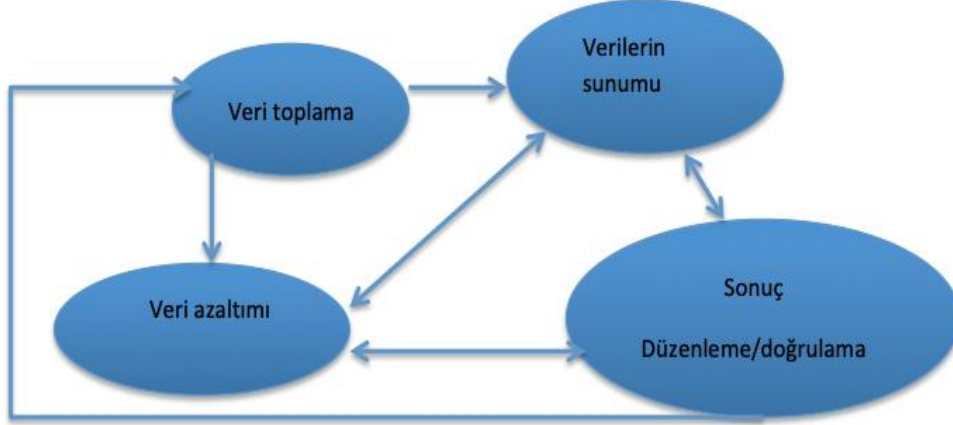 Verilerin
sunumu
Veri toplama
Veri azaltımı
Sonuç
Düzenleme/doğrulama